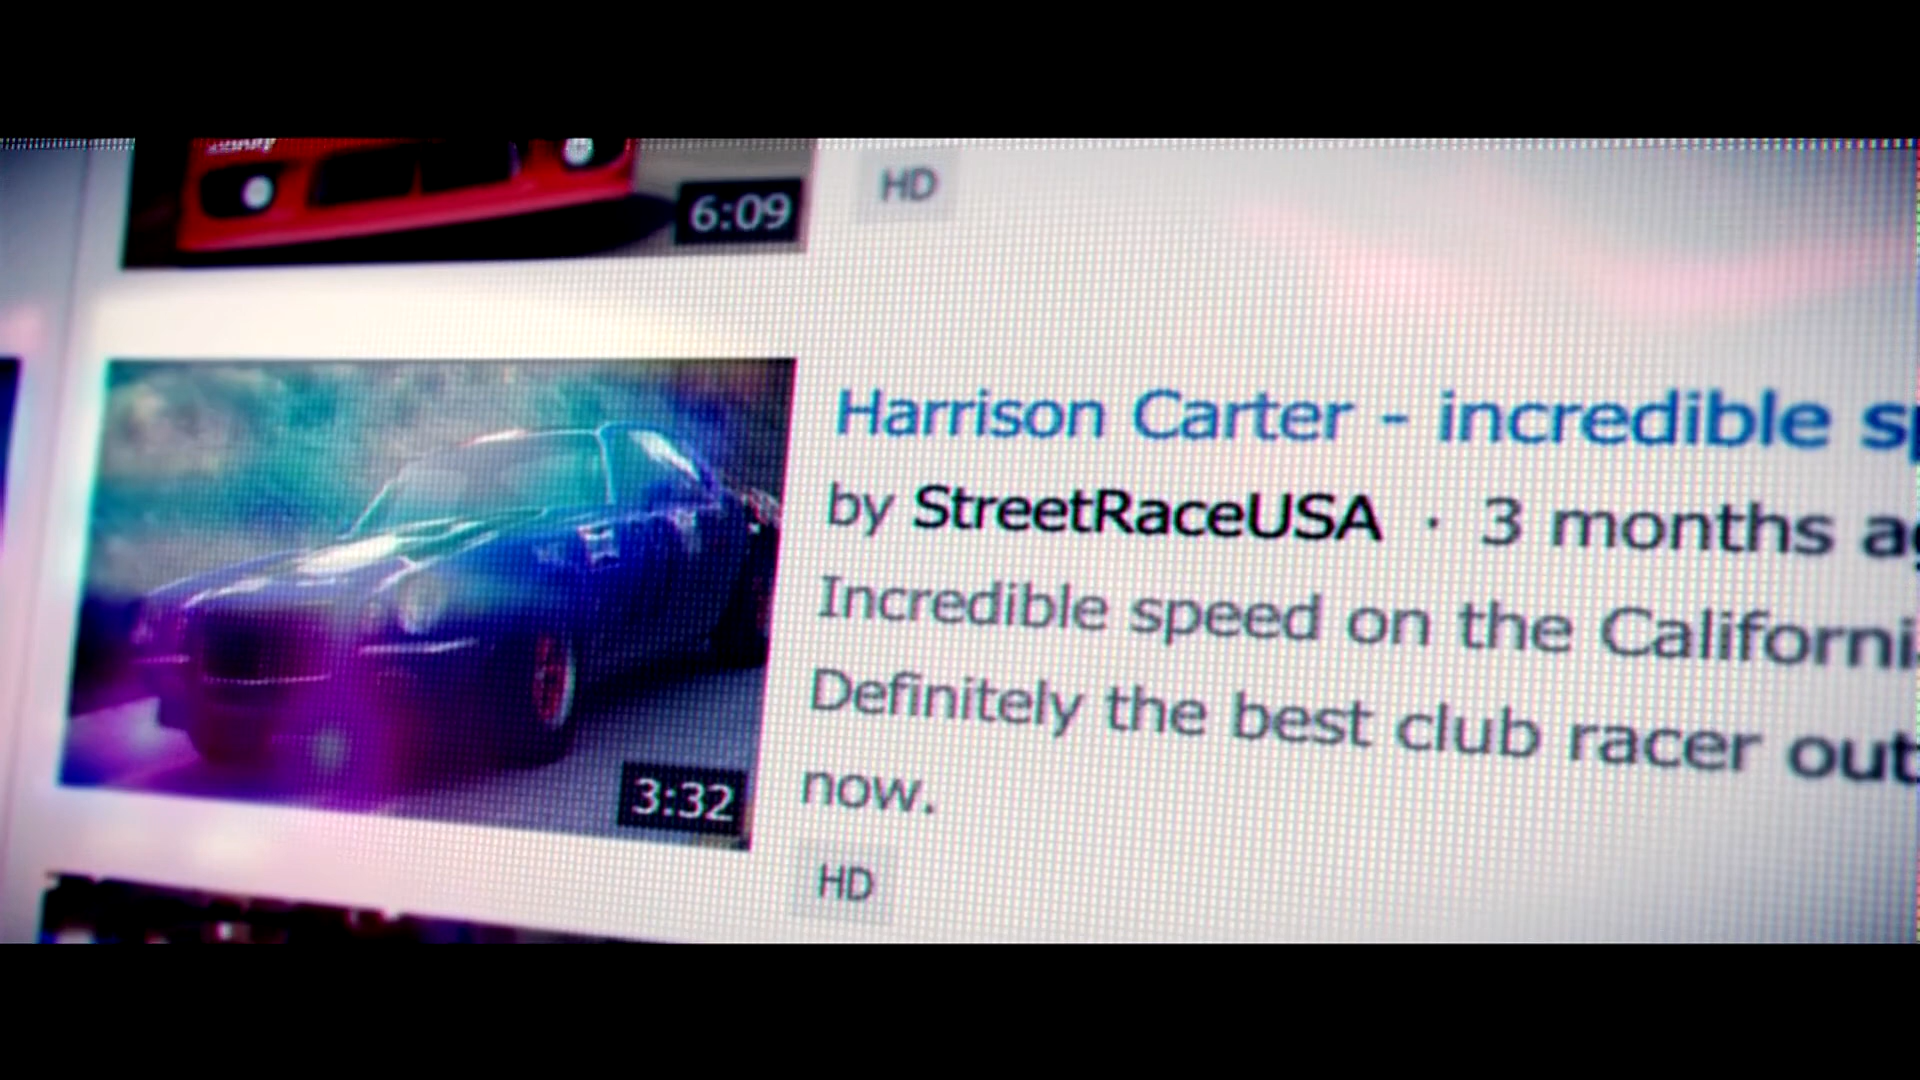 6:09
HD
Harrison Carter - incredible
by StreetRaceUSA · 3 months
Incredible speed on the
Definitely the best club racer out
now.
3:32
HD